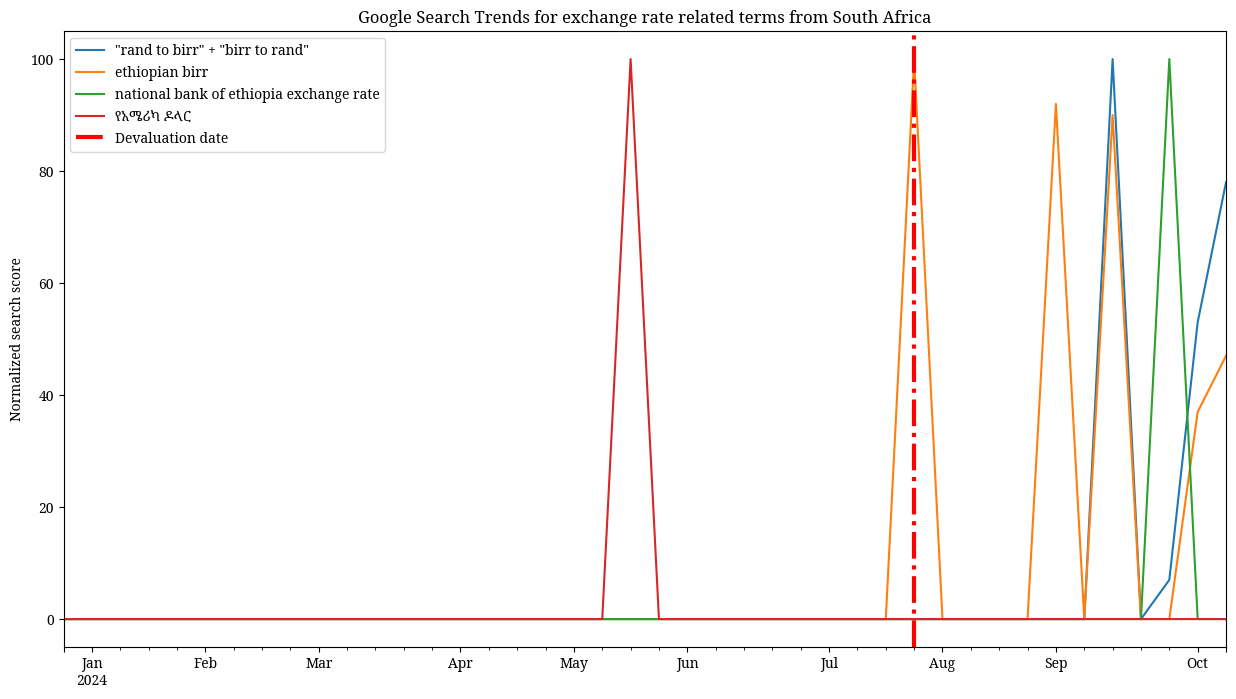 Google Search Trends for exchange rate related terms from South Africa
"rand to birr" + "birr to rand"
ethiopian birr
national bank of ethiopia exchange rate
የአሜሪካ ዶላር
Devaluation date
Normalized search score
100
80
60
40
20
0
Jan Feb Mar Apr May Jun Jul Aug Sep Oct
2024